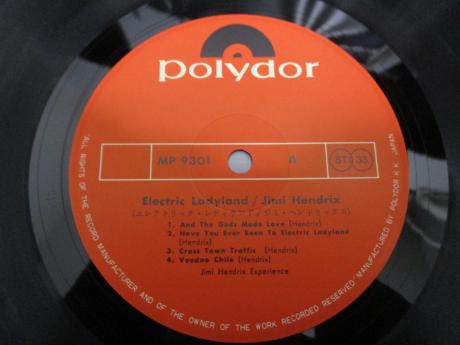 polydor
MP 9301 A ST 33
Electric Ladyland / Jimi Hendrix
(エレクトリック・レディランド/ジミ・ヘンドリックス)
1. And The Gods Made Love (Hendrix)
2. Have You Ever Been To Electric Ladyland
(Hendrix)
3. Cross Town Traffic (Hendrix)
4. Voodoo Chile (Hendrix)
Jimi Hendrix Experience
ALL RIGHTS OF THE RECORD MANUFACTURER AND OF THE OWNER OF THE WORK RECORDED RESERVED. MANUFACTURED BY POLYDOR K.K. JAPAN